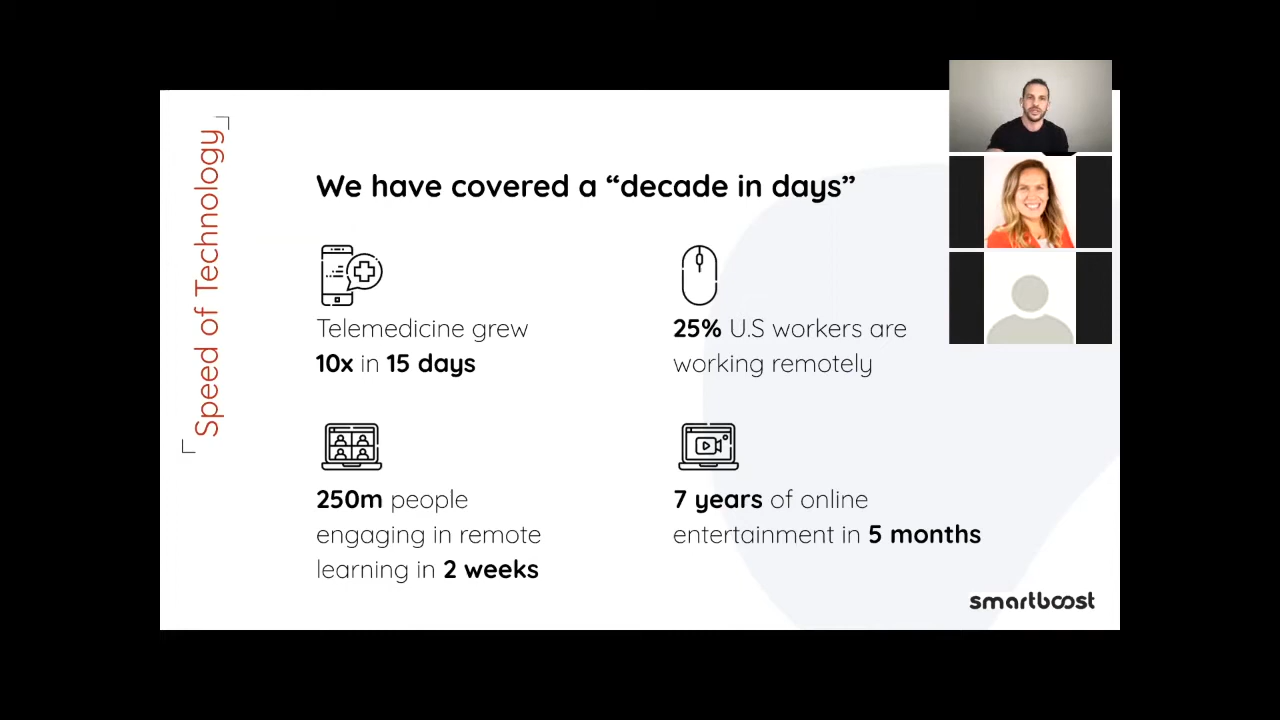 Speed of Technology
We have covered a “decade in days”
Telemedicine grew
10x in 15 days
25% U.S workers are
working remotely
250m people
engaging in remote
learning in 2 weeks
7 years of online
entertainment in 5 months
smartboost